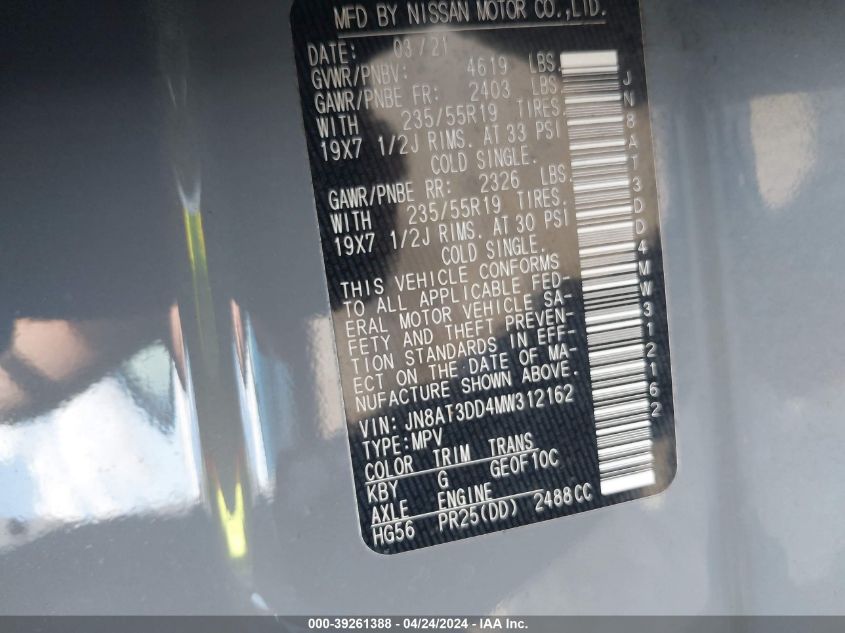 MFD BY NISSAN MOTOR CO.,LTD.
DATE: 03/21
GVWR/PNBV: 4619 LBS.
GAWR/PNBE FR: 2403 LBS.
WITH 235/55R19 TIRES.
19X7 1/2J RIMS. AT 33 PSI
COLD SINGLE.
GAWR/PNBE RR: 2326 LBS.
WITH 235/55R19 TIRES.
19X7 1/2J RIMS. AT 30 PSI
COLD SINGLE.
THIS VEHICLE CONFORMS
TO ALL APPLICABLE FED-
ERAL MOTOR VEHICLE SA-
FETY AND THEFT PREVEN-
TION STANDARDS IN EFF-
ECT ON THE DATE OF MA-
NUFACTURE SHOWN ABOVE.
VIN: JN8AT3DD4MW312162
TYPE:MPV
COLOR TRIM TRANS
KBY G GE0F10C
AXLE ENGINE
HG56 PR25(DD) 2488CC
JN8AT3DD4MW312162
000-39261388 - 04/24/2024 - IAA Inc.